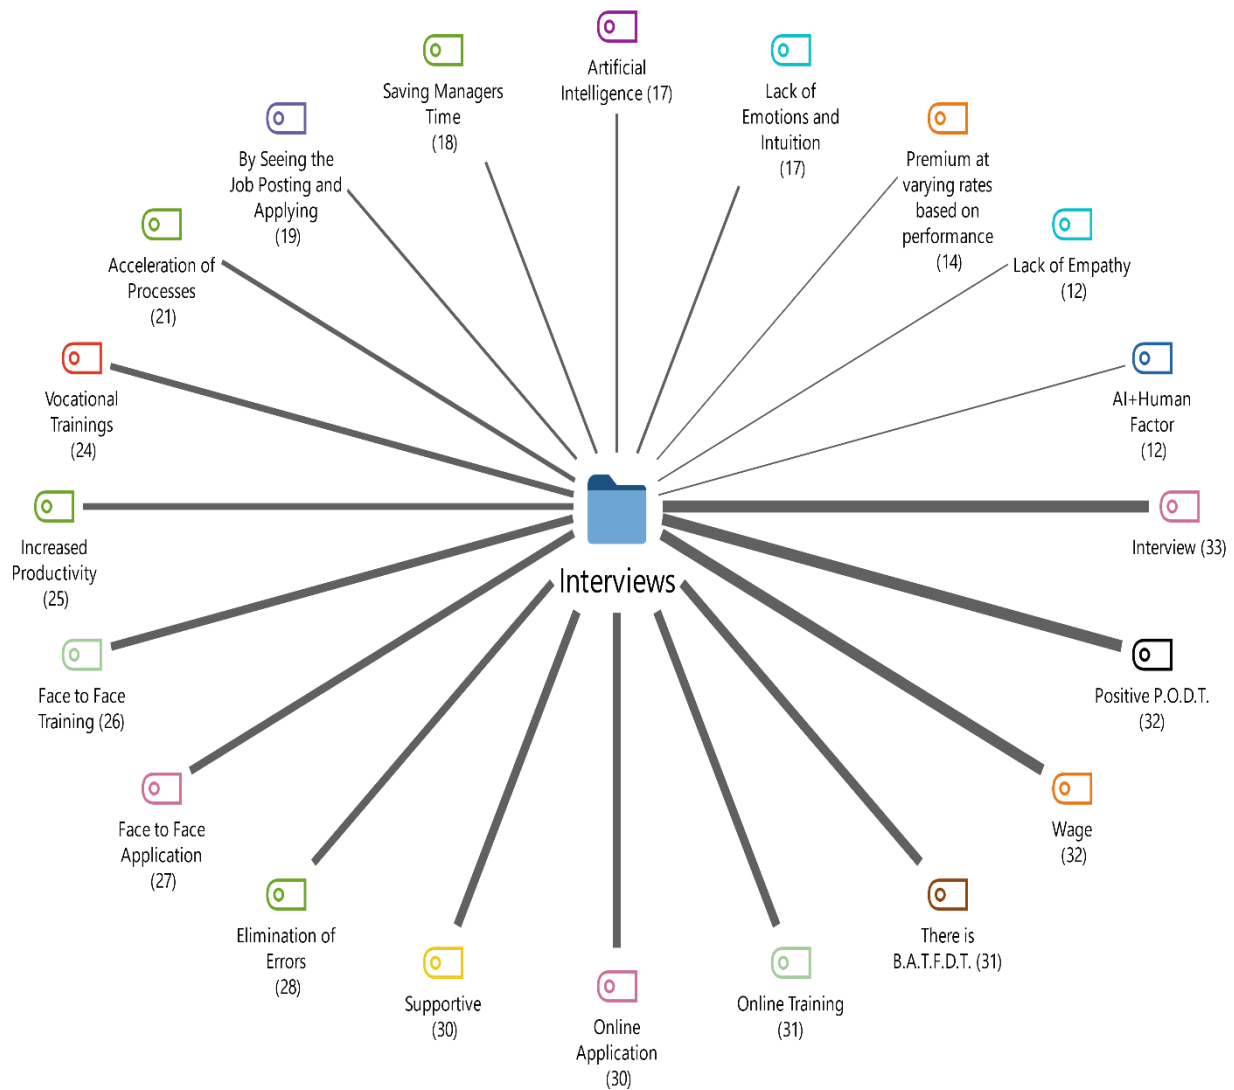 Artificial
Intelligence (17)
Lack of
Emotions and
Intuition
(17)
Premium at
varying rates
based on
performance
(14)
Lack of Empathy
(12)
AI+Human
Factor
(12)
Interview (33)
Positive P.O.D.T.
(32)
Wage
(32)
There is
B.A.T.F.D.T. (31)
Online Training
(31)
Online
Application
(30)
Supportive
(30)
Elimination of
Errors
(28)
Face to Face
Application
(27)
Face to Face
Training (26)
Increased
Productivity
(25)
Vocational
Trainings
(24)
Acceleration of
Processes
(21)
By Seeing the
Job Posting and
Applying
(19)
Saving Managers
Time
(18)
Interviews